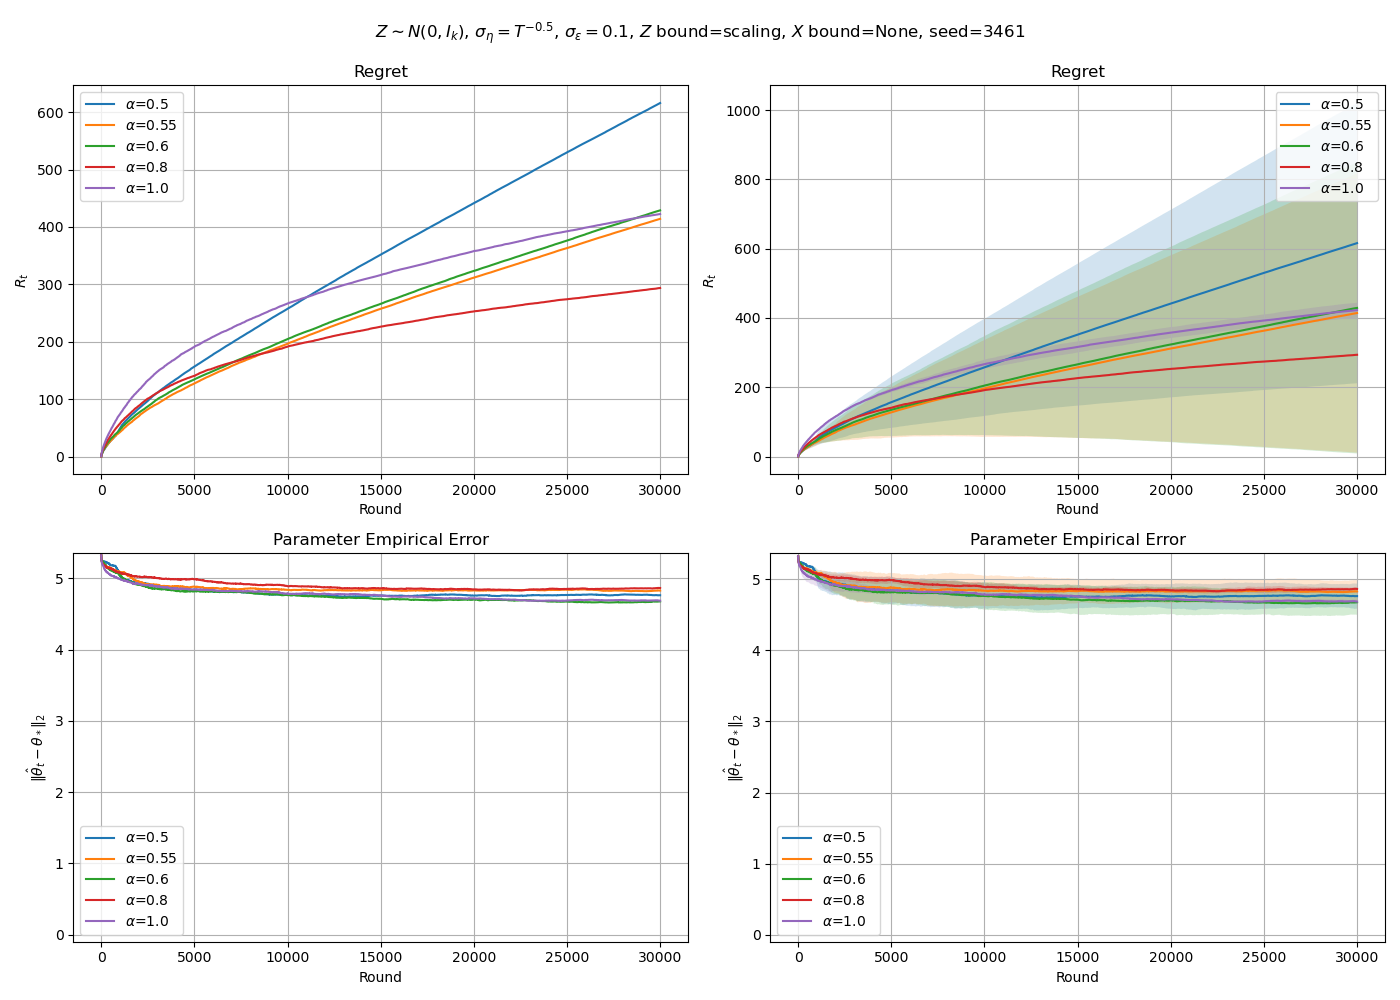 Z ∼ N(0, I_k), σ_η = T^{−0.5}, σ_ε = 0.1, Z bound=scaling, X bound=None, seed=3461
Regret
R_t
600
500
400
300
200
100
0
α=0.5
α=0.55
α=0.6
α=0.8
α=1.0
0 5000 10000 15000 20000 25000 30000
Round
Regret
R_t
1000
800
600
400
200
0
α=0.5
α=0.55
α=0.6
α=0.8
α=1.0
0 5000 10000 15000 20000 25000 30000
Round
Parameter Empirical Error
‖θ̂_t − θ_*‖_2
5
4
3
2
1
0
α=0.5
α=0.55
α=0.6
α=0.8
α=1.0
0 5000 10000 15000 20000 25000 30000
Round
Parameter Empirical Error
‖θ̂_t − θ_*‖_2
5
4
3
2
1
0
α=0.5
α=0.55
α=0.6
α=0.8
α=1.0
0 5000 10000 15000 20000 25000 30000
Round